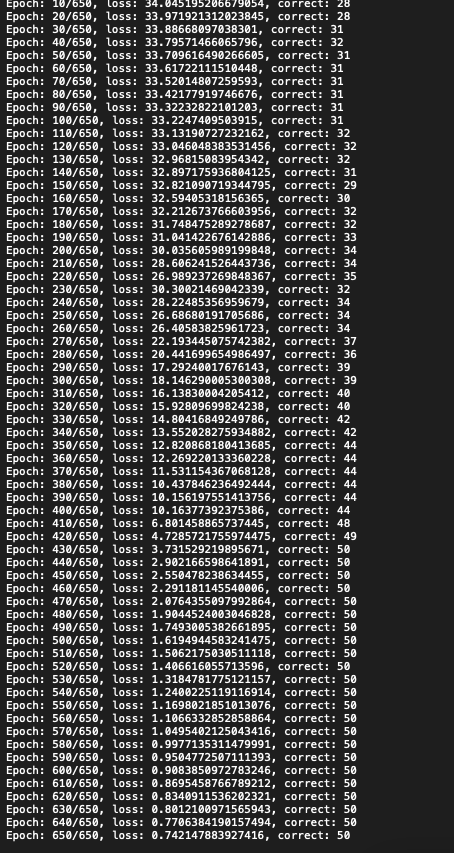 Epoch: 10/650, loss: 34.045195206679054, correct: 28
Epoch: 20/650, loss: 33.971921312023845, correct: 28
Epoch: 30/650, loss: 33.88668097038301, correct: 31
Epoch: 40/650, loss: 33.79571466065796, correct: 32
Epoch: 50/650, loss: 33.709616490266605, correct: 31
Epoch: 60/650, loss: 33.61722111510448, correct: 31
Epoch: 70/650, loss: 33.52014807259593, correct: 31
Epoch: 80/650, loss: 33.42177919746676, correct: 31
Epoch: 90/650, loss: 33.32232822101203, correct: 31
Epoch: 100/650, loss: 33.2247409503915, correct: 31
Epoch: 110/650, loss: 33.13190727232162, correct: 32
Epoch: 120/650, loss: 33.046048383531456, correct: 32
Epoch: 130/650, loss: 32.96815083954342, correct: 32
Epoch: 140/650, loss: 32.897175936804125, correct: 31
Epoch: 150/650, loss: 32.821090719344795, correct: 29
Epoch: 160/650, loss: 32.59405318156365, correct: 30
Epoch: 170/650, loss: 32.212673766603956, correct: 32
Epoch: 180/650, loss: 31.748475289278687, correct: 32
Epoch: 190/650, loss: 31.041422676142886, correct: 33
Epoch: 200/650, loss: 30.035605989199848, correct: 34
Epoch: 210/650, loss: 28.606241526443736, correct: 34
Epoch: 220/650, loss: 26.989237269848367, correct: 35
Epoch: 230/650, loss: 30.30021469042339, correct: 32
Epoch: 240/650, loss: 28.22485356959679, correct: 34
Epoch: 250/650, loss: 26.68680191705686, correct: 34
Epoch: 260/650, loss: 26.40583825961723, correct: 34
Epoch: 270/650, loss: 22.193445075742382, correct: 37
Epoch: 280/650, loss: 20.441699654986497, correct: 36
Epoch: 290/650, loss: 17.29240017676143, correct: 39
Epoch: 300/650, loss: 18.146290005300308, correct: 39
Epoch: 310/650, loss: 16.13830004205412, correct: 40
Epoch: 320/650, loss: 15.92809699824238, correct: 40
Epoch: 330/650, loss: 14.80416849249786, correct: 42
Epoch: 340/650, loss: 13.552028275934882, correct: 42
Epoch: 350/650, loss: 12.820868180413685, correct: 44
Epoch: 360/650, loss: 12.269220133360228, correct: 44
Epoch: 370/650, loss: 11.531154367068128, correct: 44
Epoch: 380/650, loss: 10.437846236492444, correct: 44
Epoch: 390/650, loss: 10.156197551413756, correct: 44
Epoch: 400/650, loss: 10.16377392375386, correct: 44
Epoch: 410/650, loss: 6.801458865737445, correct: 48
Epoch: 420/650, loss: 4.7285721755974475, correct: 49
Epoch: 430/650, loss: 3.731529219895671, correct: 50
Epoch: 440/650, loss: 2.902166598641891, correct: 50
Epoch: 450/650, loss: 2.550478238634455, correct: 50
Epoch: 460/650, loss: 2.291181145540006, correct: 50
Epoch: 470/650, loss: 2.0764355097992864, correct: 50
Epoch: 480/650, loss: 1.9044524003046828, correct: 50
Epoch: 490/650, loss: 1.7493005382661895, correct: 50
Epoch: 500/650, loss: 1.6194944583241475, correct: 50
Epoch: 510/650, loss: 1.5062175030511118, correct: 50
Epoch: 520/650, loss: 1.406616055713596, correct: 50
Epoch: 530/650, loss: 1.3184781775121157, correct: 50
Epoch: 540/650, loss: 1.2400225119116914, correct: 50
Epoch: 550/650, loss: 1.1698021851013076, correct: 50
Epoch: 560/650, loss: 1.1066332852858864, correct: 50
Epoch: 570/650, loss: 1.0495402125043416, correct: 50
Epoch: 580/650, loss: 0.9977135311479991, correct: 50
Epoch: 590/650, loss: 0.9504772507111393, correct: 50
Epoch: 600/650, loss: 0.9083850972783246, correct: 50
Epoch: 610/650, loss: 0.8695458766789212, correct: 50
Epoch: 620/650, loss: 0.8340911536202321, correct: 50
Epoch: 630/650, loss: 0.8012100971565943, correct: 50
Epoch: 640/650, loss: 0.7706384190157494, correct: 50
Epoch: 650/650, loss: 0.742147883927416, correct: 50